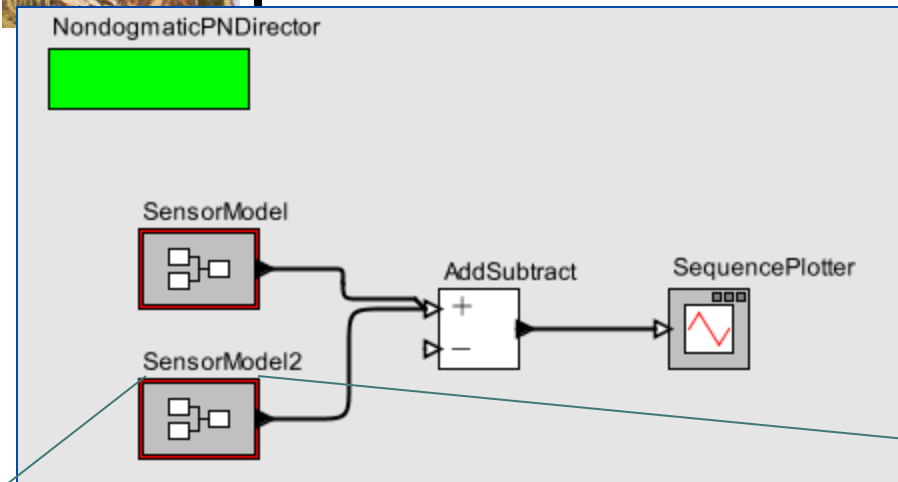 NondogmaticPNDirector
SensorModel
AddSubtract
SequencePlotter
+
−
SensorModel2